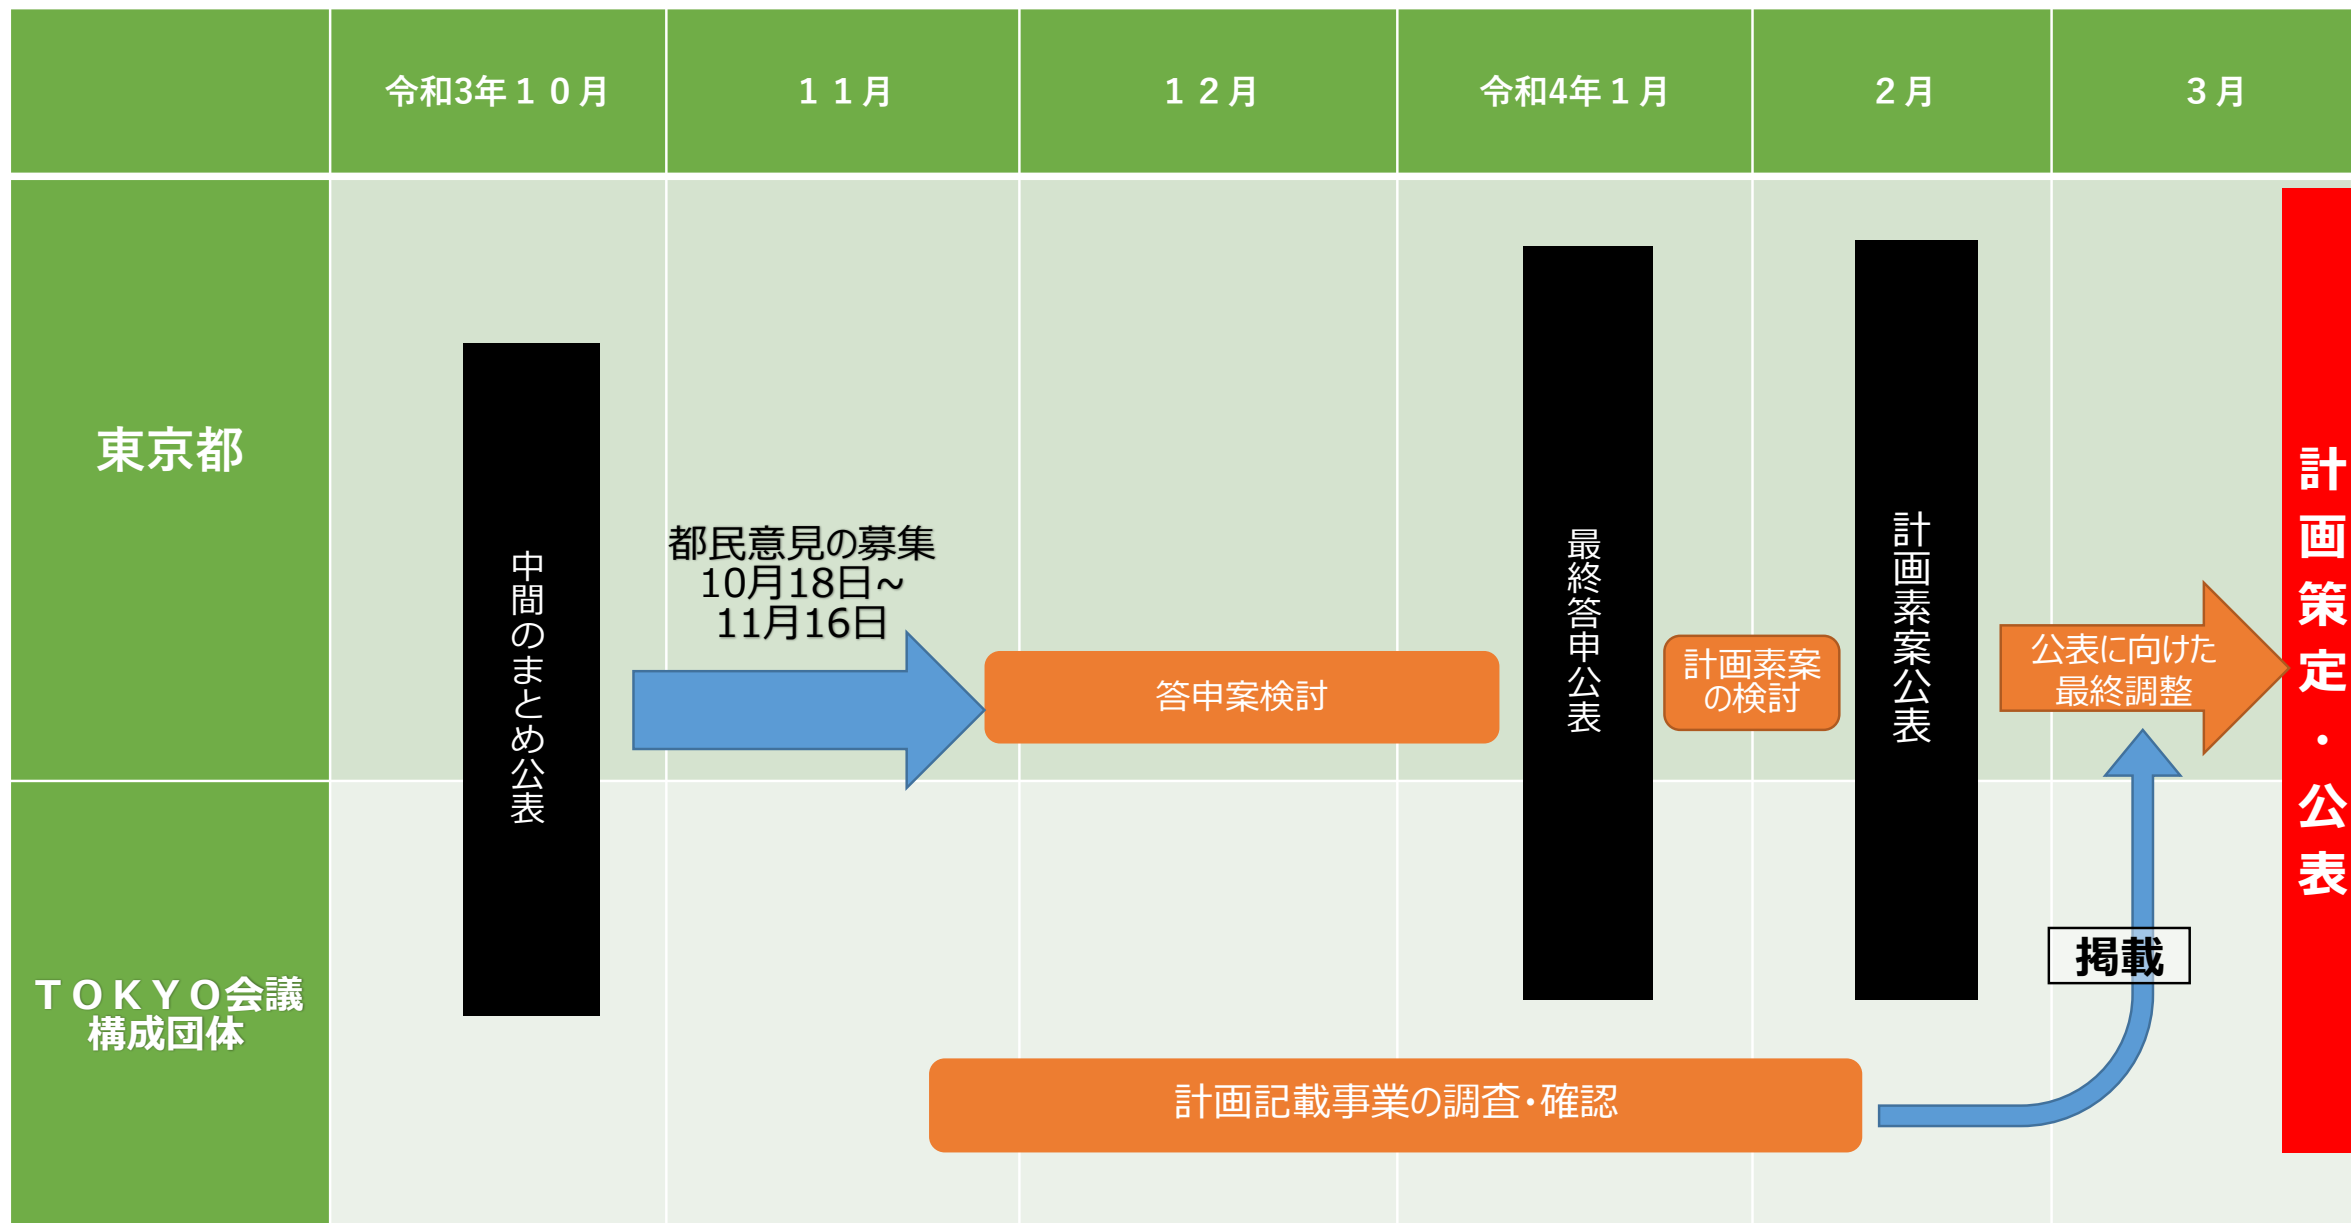 令和3年１０月
１１月
１２月
令和4年１月
２月
３月
東京都
中間のまとめ公表
都民意見の募集
10月18日~
11月16日
答申案検討
最終答申公表
計画素案
の検討
計画素案公表
公表に向けた
最終調整
計画策定・公表
ＴＯＫＹＯ会議
構成団体
計画記載事業の調査・確認
掲載